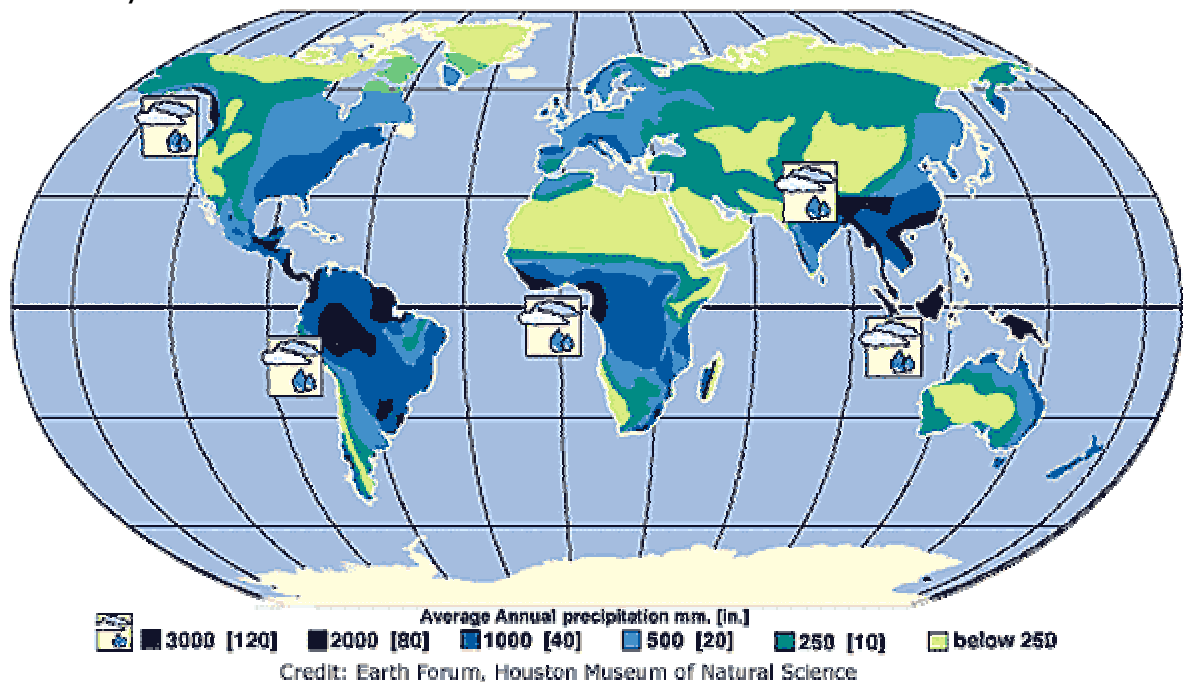 Average Annual precipitation mm. [in.]
3000 [120] 2000 [80] 1000 [40] 500 [20] 250 [10] below 250
Credit: Earth Forum, Houston Museum of Natural Science